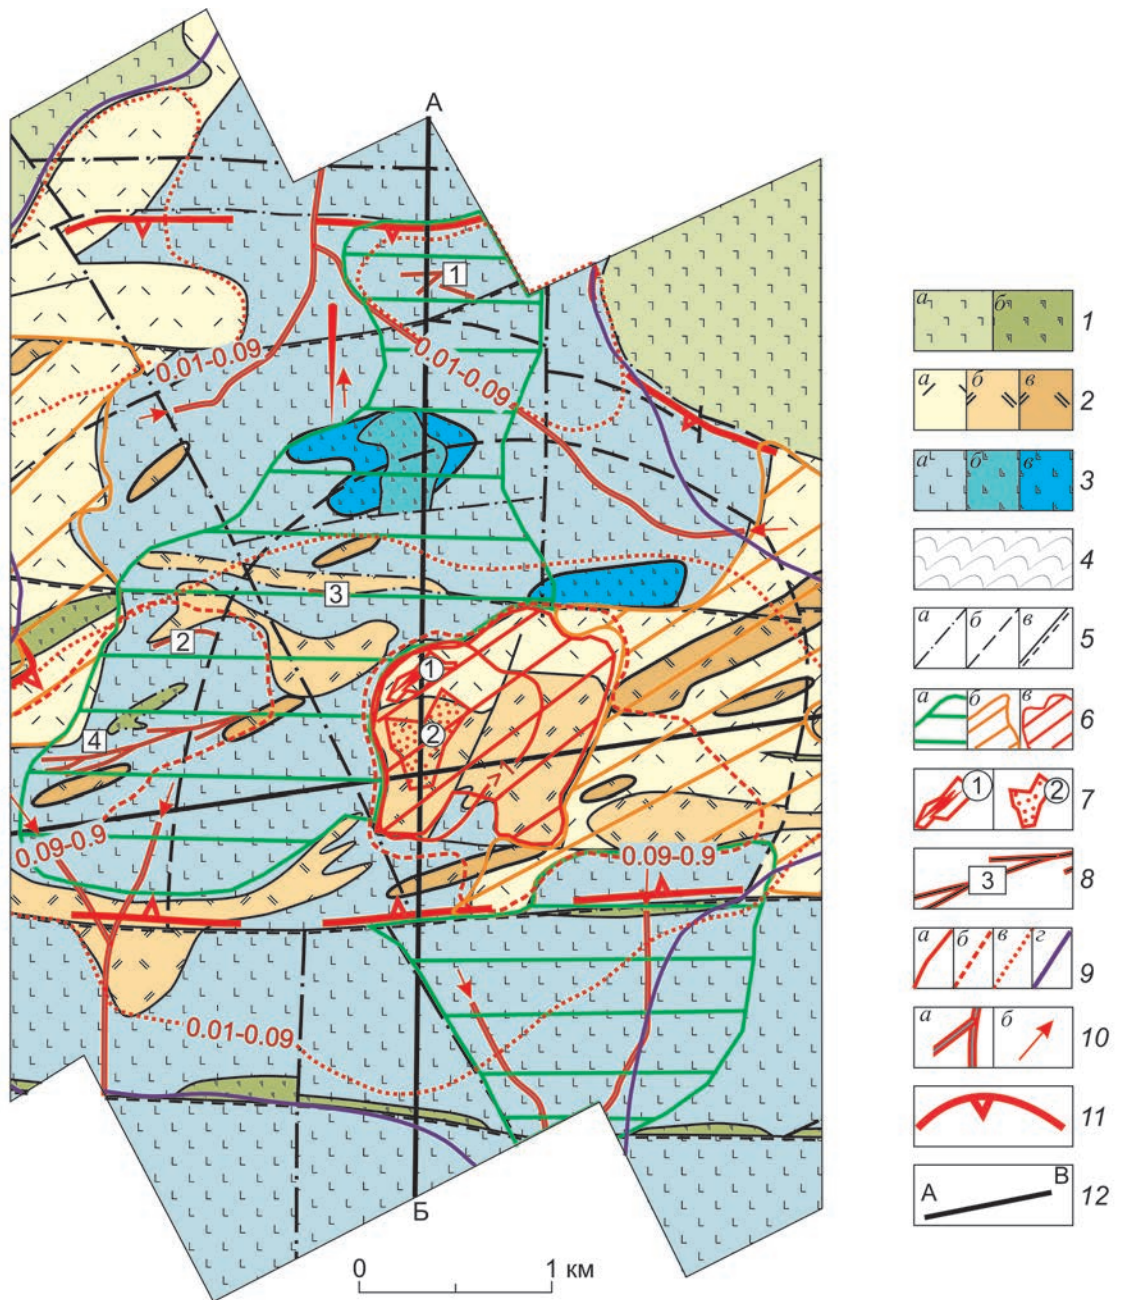 А
1
0.01-0.09
0.01-0.09
3
2
1
4
2
>1
0.09-0.9
0.09-0.9
0.01-0.09
Б
0 1 км
а б 1
а б в 2
а б в 3
4
а б в 5
а б в 6
1 2 7
3 8
а б в г 9
а б 10
11
А В 12